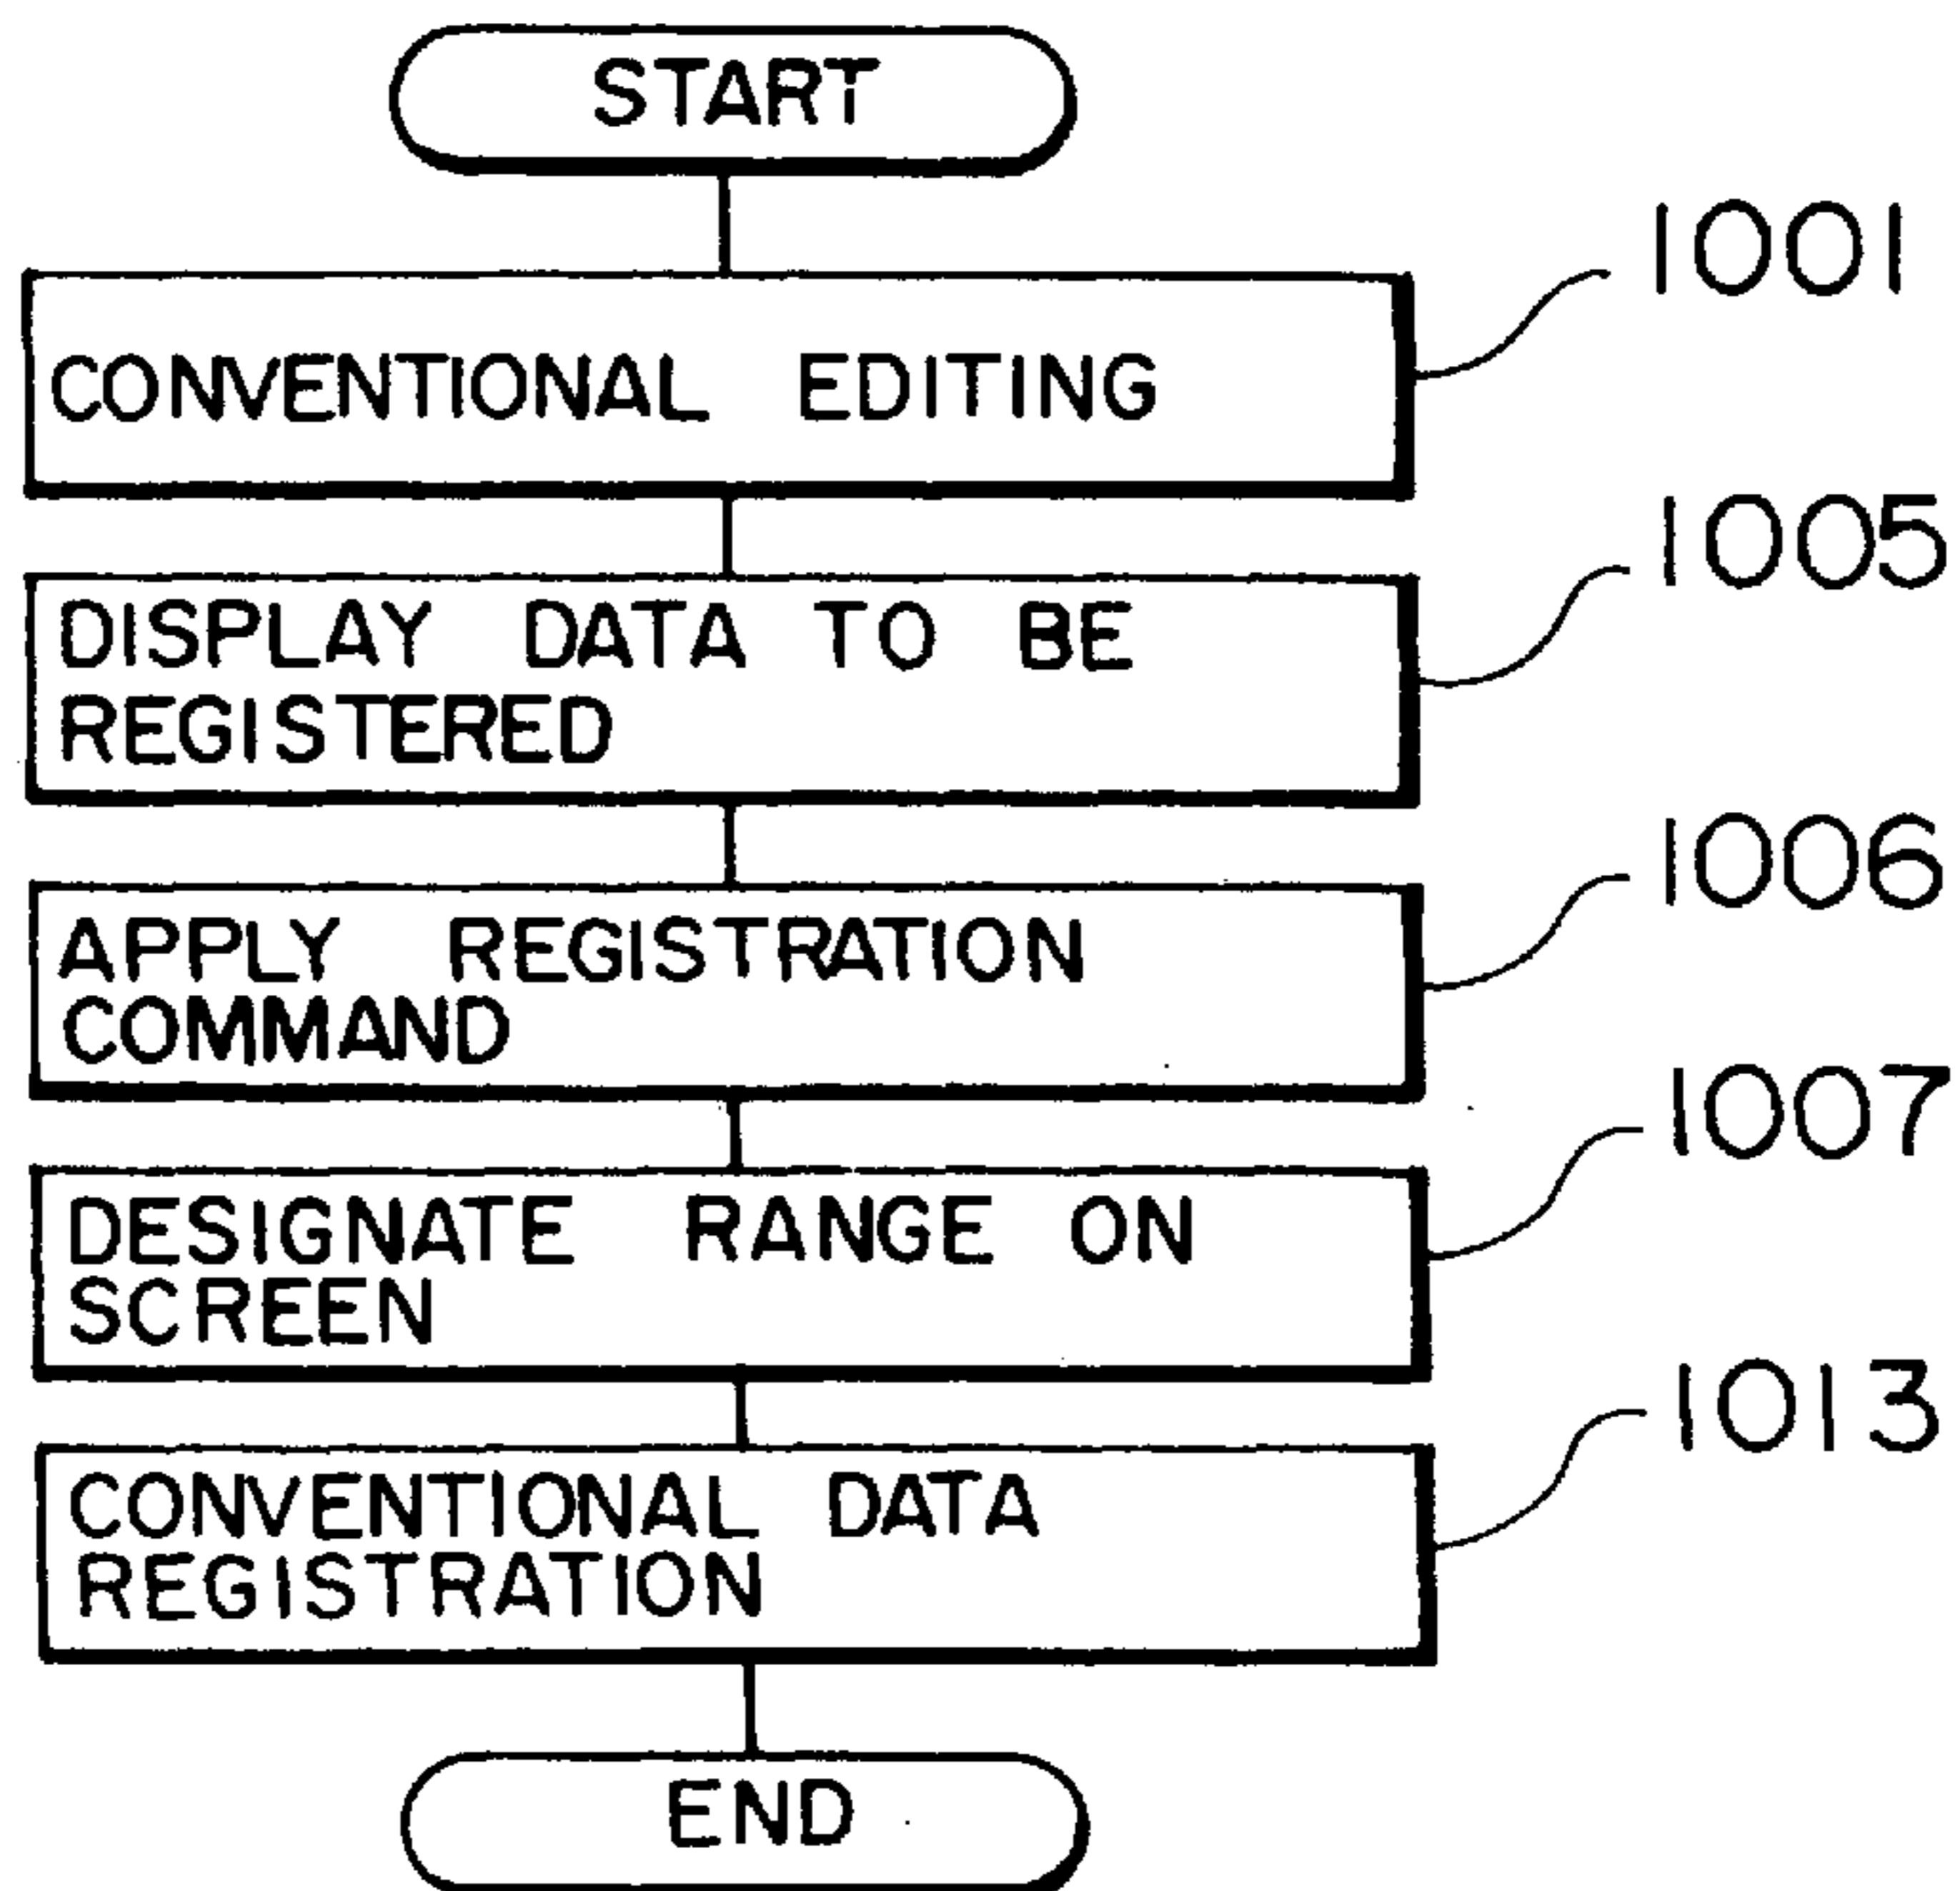 START
1001
CONVENTIONAL EDITING
1005
DISPLAY DATA TO BE
REGISTERED
1006
APPLY REGISTRATION
COMMAND
1007
DESIGNATE RANGE ON
SCREEN
1013
CONVENTIONAL DATA
REGISTRATION
END